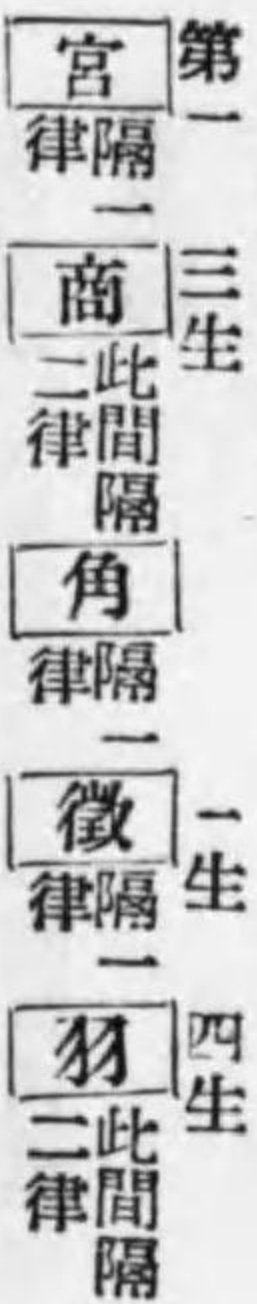 第一
三生
一生
四生
宮
隔一
律
商
此間隔
二律
角
隔一
律
徵
隔一
律
羽
此間隔
二律